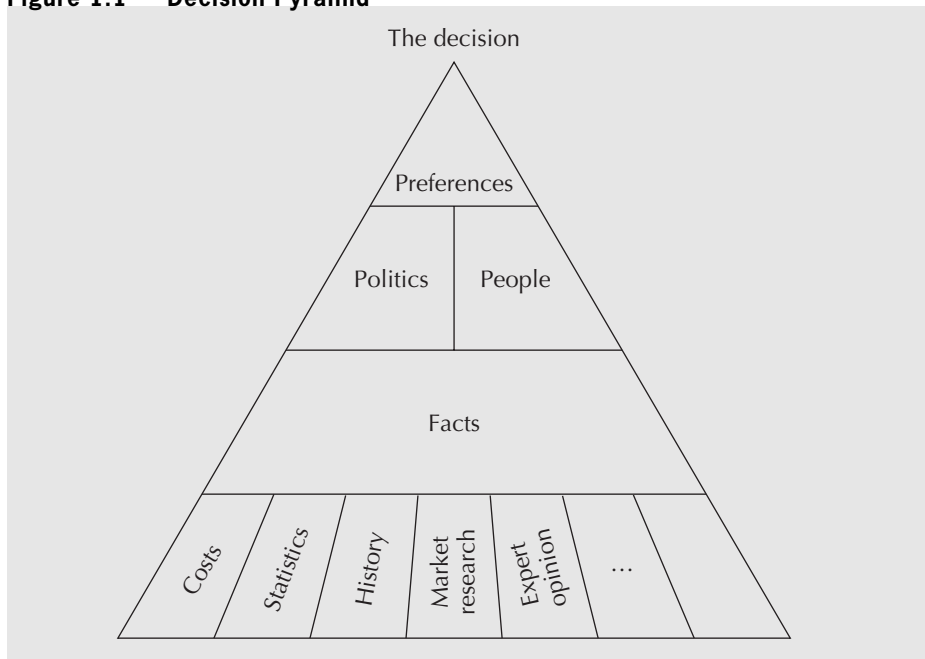 Figure 1.1 Decision Pyramid
The decision
Preferences
Politics
People
Facts
Costs
Statistics
History
Market
research
Expert
opinion
...